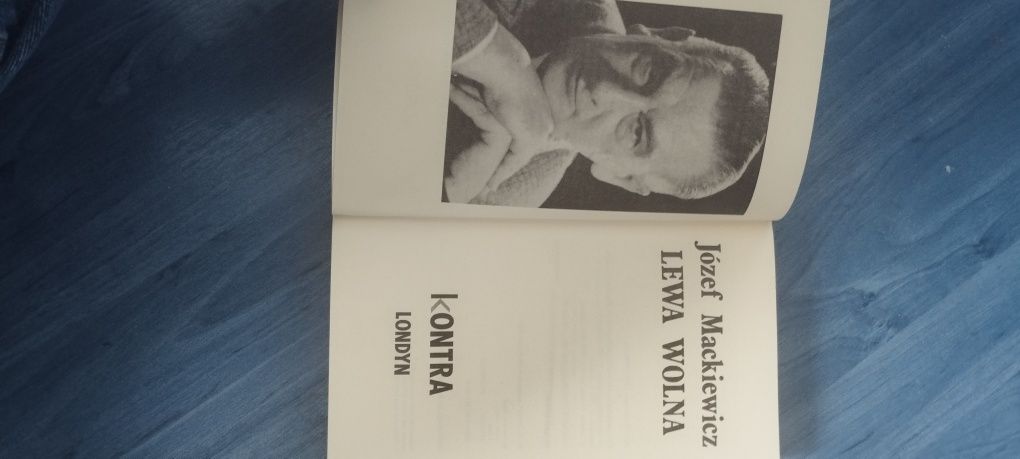 Józef Mackiewicz
LEWA WOLNA
KONTRA
LONDYN